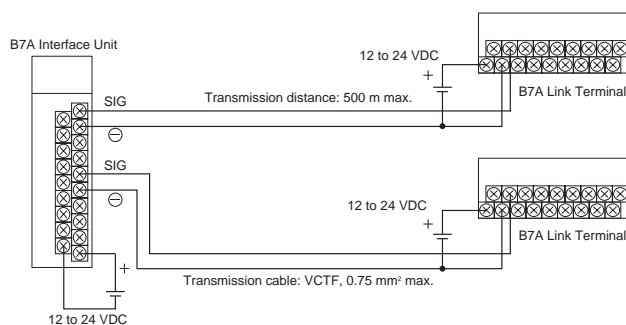 B7A Interface Unit
12 to 24 VDC
+
SIG
Transmission distance: 500 m max.
B7A Link Terminal
⊖
SIG
⊖
12 to 24 VDC
+
B7A Link Terminal
+
Transmission cable: VCTF, 0.75 mm² max.
12 to 24 VDC